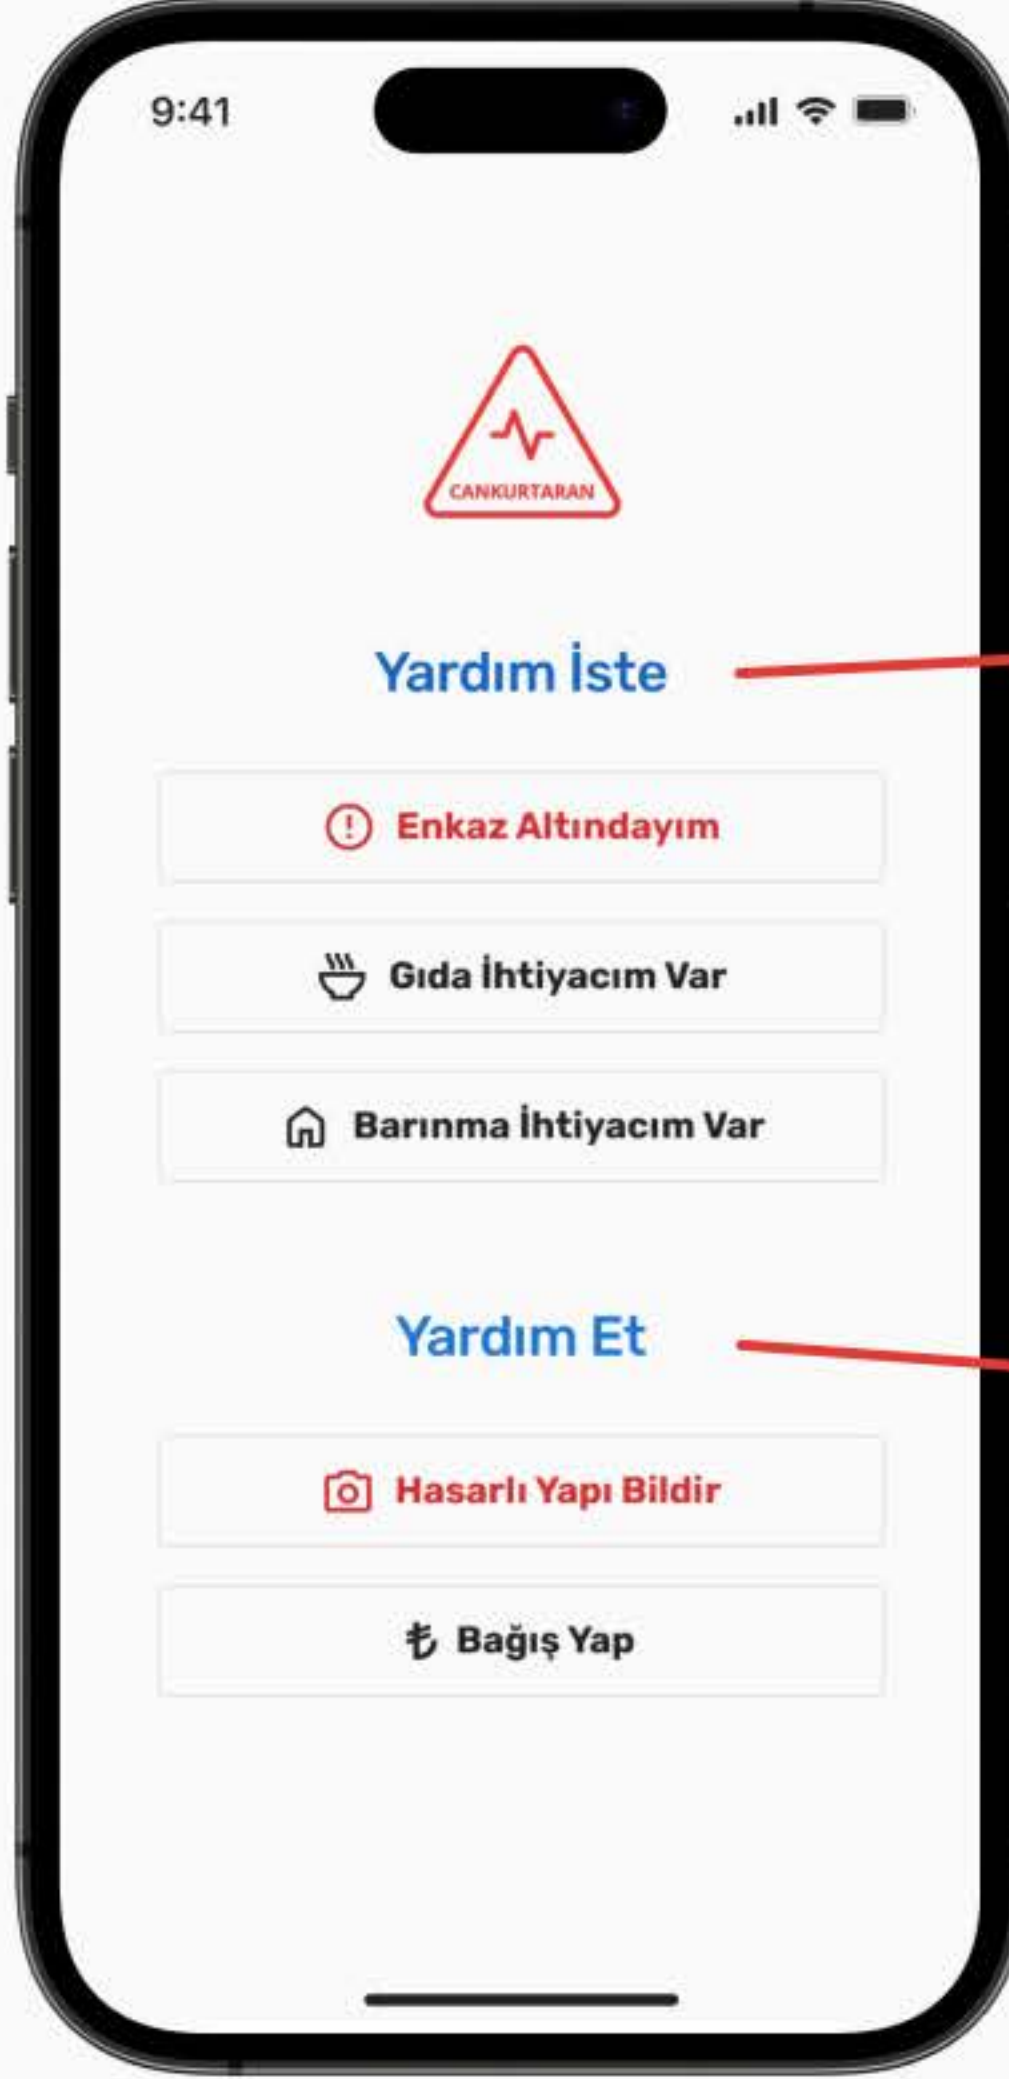 9:41
CANKURTARAN
Yardım İste
Enkaz Altındayım
Gıda İhtiyacım Var
Barınma İhtiyacım Var
Yardım Et
Hasarlı Yapı Bildir
₺ Bağış Yap